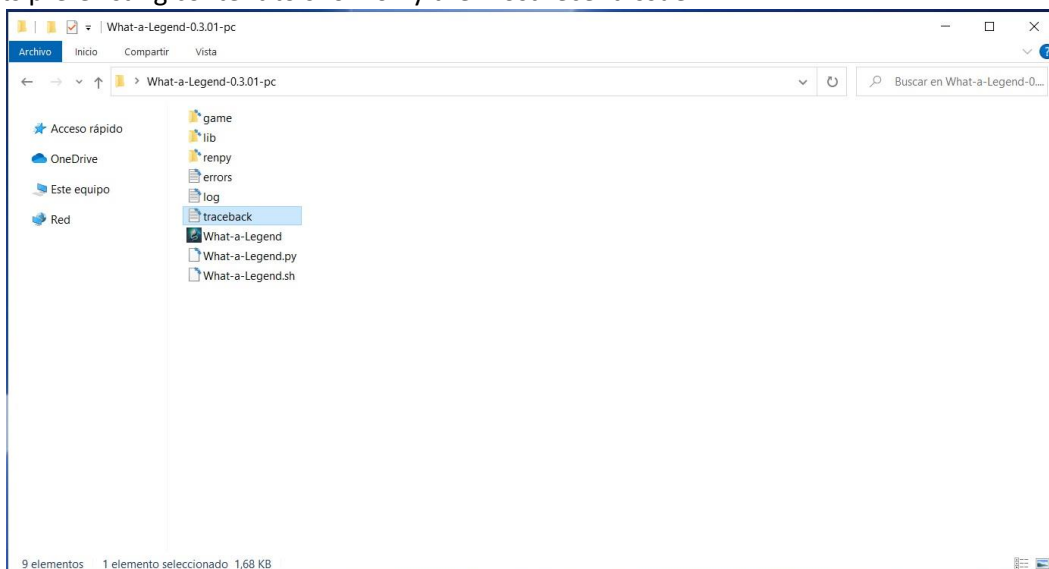 What-a-Legend-0.3.01-pc
Archivo Inicio Compartir Vista
What-a-Legend-0.3.01-pc
Buscar en What-a-Legend-0....
Acceso rápido
OneDrive
Este equipo
Red
game
lib
renpy
errors
log
traceback
What-a-Legend
What-a-Legend.py
What-a-Legend.sh
9 elementos 1 elemento seleccionado 1,68 KB